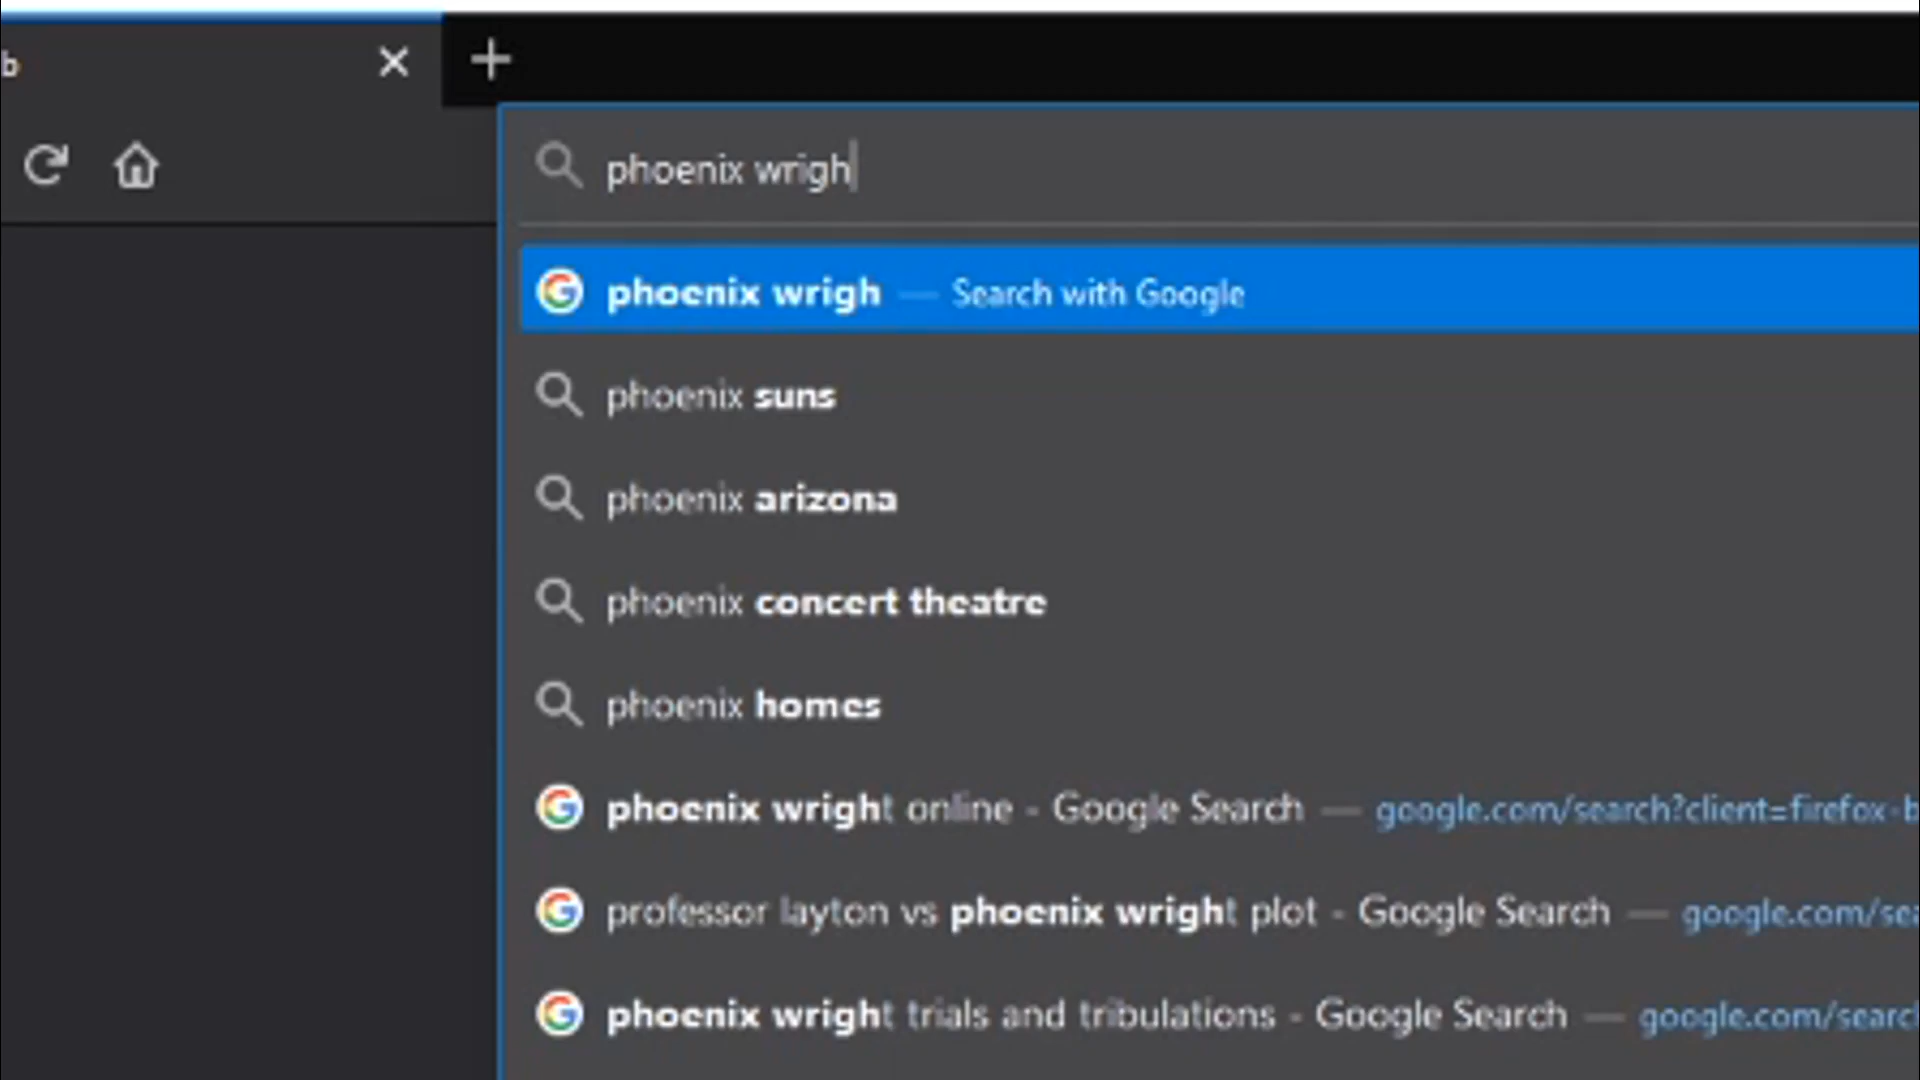 b
phoenix wrigh
phoenix wrigh — Search with Google
phoenix suns
phoenix arizona
phoenix concert theatre
phoenix homes
phoenix wright online - Google Search — google.com/search?client=firefox-b
professor layton vs phoenix wright plot - Google Search — google.com/sea
phoenix wright trials and tribulations - Google Search — google.com/search